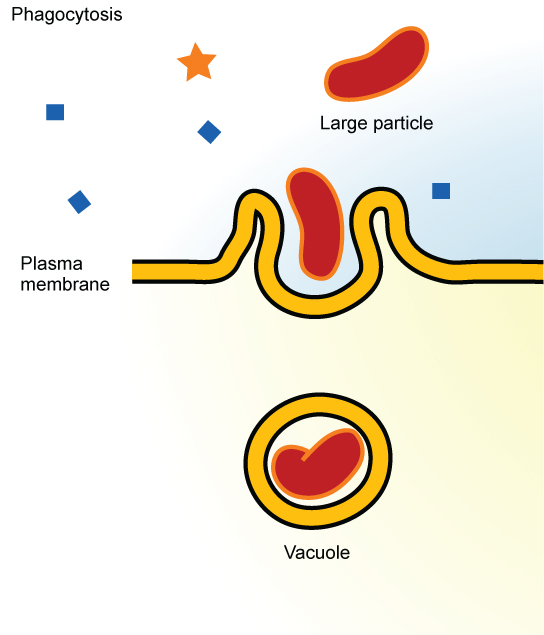 Phagocytosis
Large particle
Plasma
membrane
Vacuole